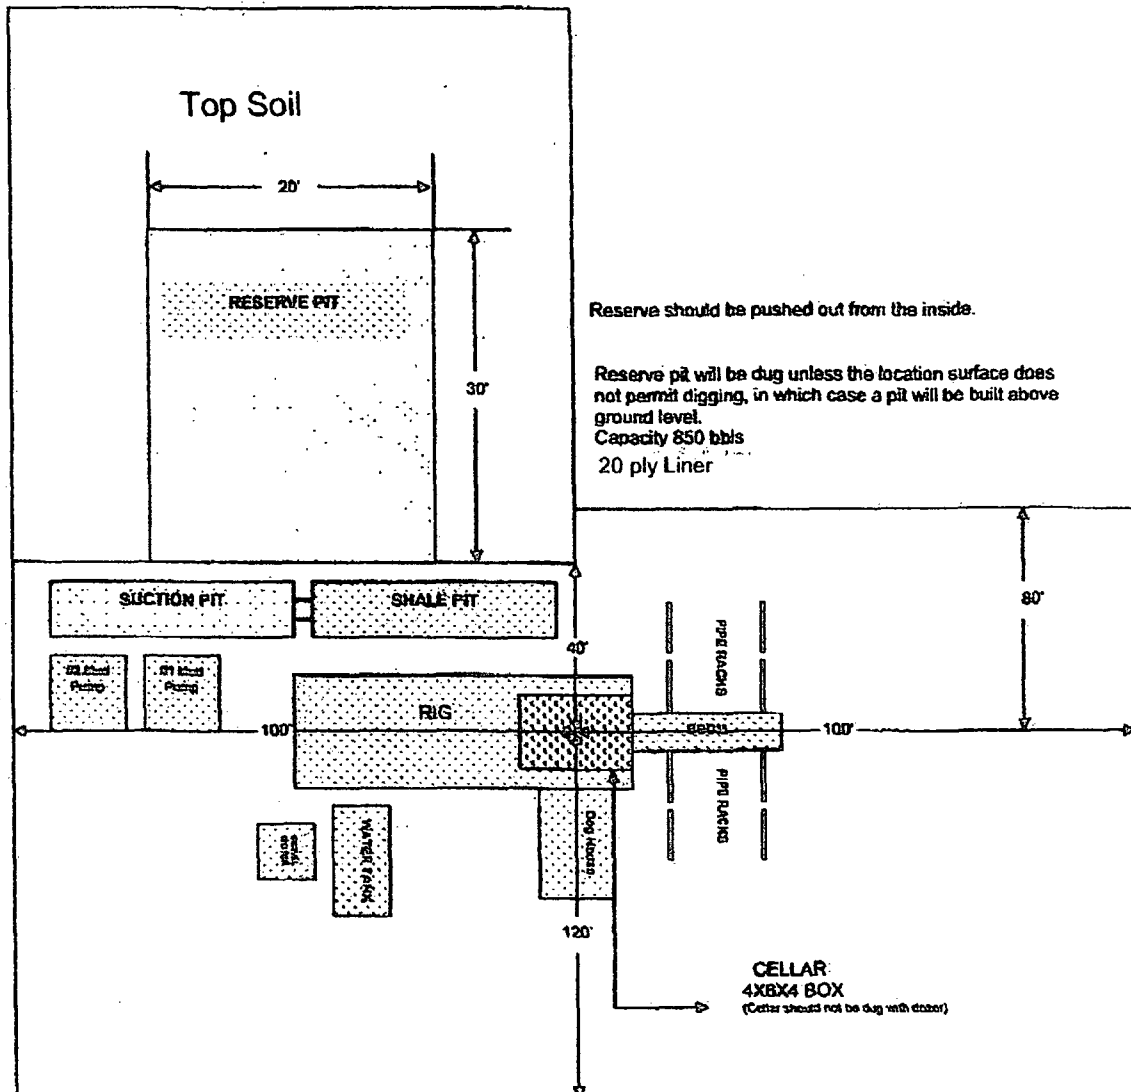 Top Soil
20'
RESERVE PIT
30'
Reserve should be pushed out from the inside.
Reserve pit will be dug unless the location surface does
not permit digging, in which case a pit will be built above
ground level.
Capacity 850 bbls
20 ply Liner
SUCTION PIT
SHALE PIT
80'
40'
PIPE RACKS
#2 Mud
Pump
#1 Mud
Pump
RIG
100'
100'
PIPE RACKS
WATER TANK
Dog House
120'
CELLAR
4X8X4 BOX
(Cellar should not be dug with dozer)